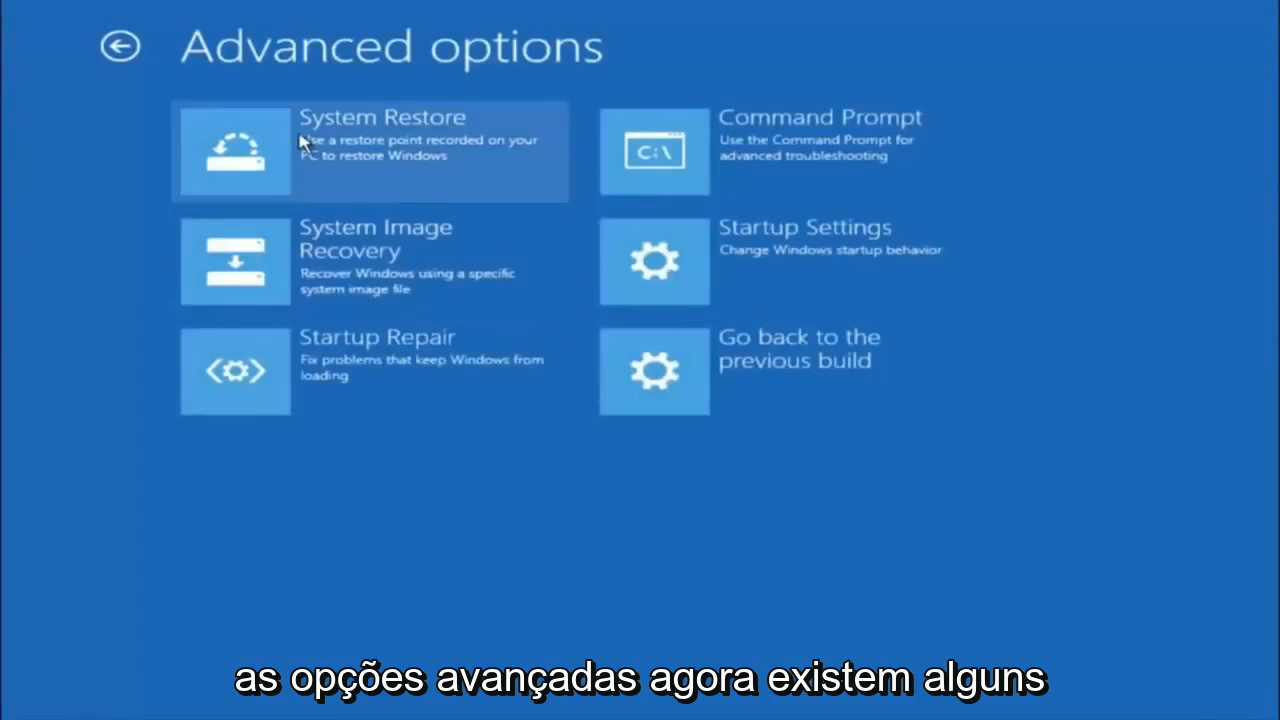 Advanced options
System Restore
Use a restore point recorded on your
PC to restore Windows
Command Prompt
Use the Command Prompt for
advanced troubleshooting
C:\
System Image
Recovery
Recover Windows using a specific
system image file
Startup Settings
Change Windows startup behavior
Startup Repair
Fix problems that keep Windows from
loading
Go back to the
previous build
as opções avançadas agora existem alguns